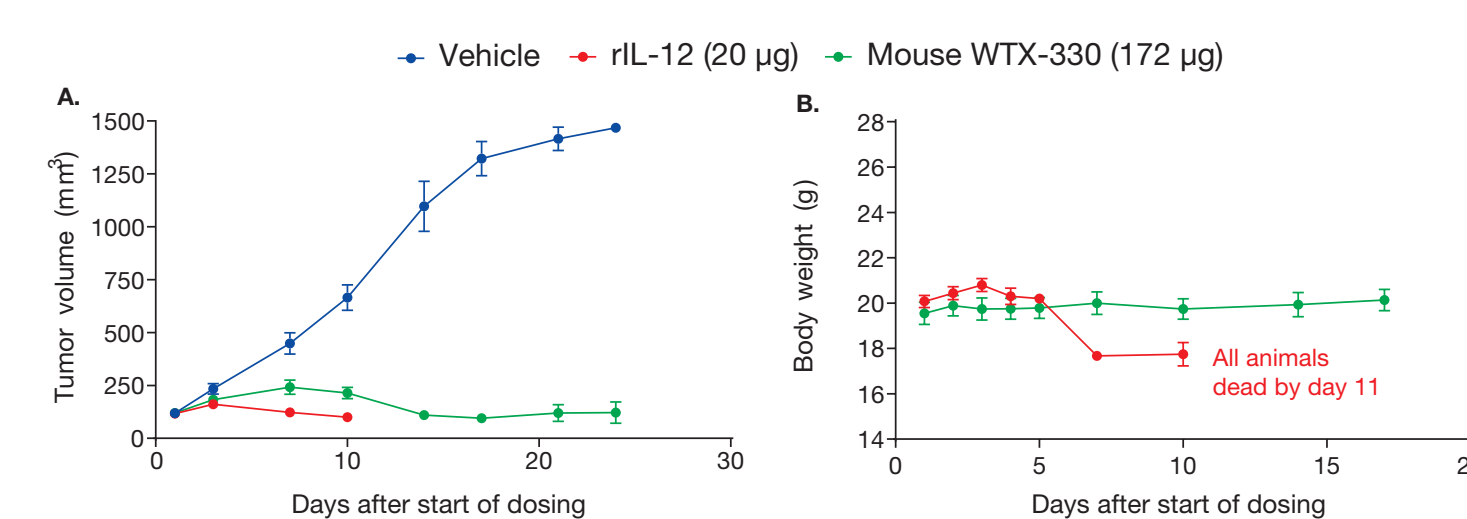 Vehicle rIL-12 (20 µg) Mouse WTX-330 (172 µg)
A.
1500
1250
1000
750
500
250
0
Tumor volume (mm³)
0 10 20 30
Days after start of dosing
B.
28
26
24
22
20
18
16
14
Body weight (g)
All animals
dead by day 11
0 5 10 15 2
Days after start of dosing